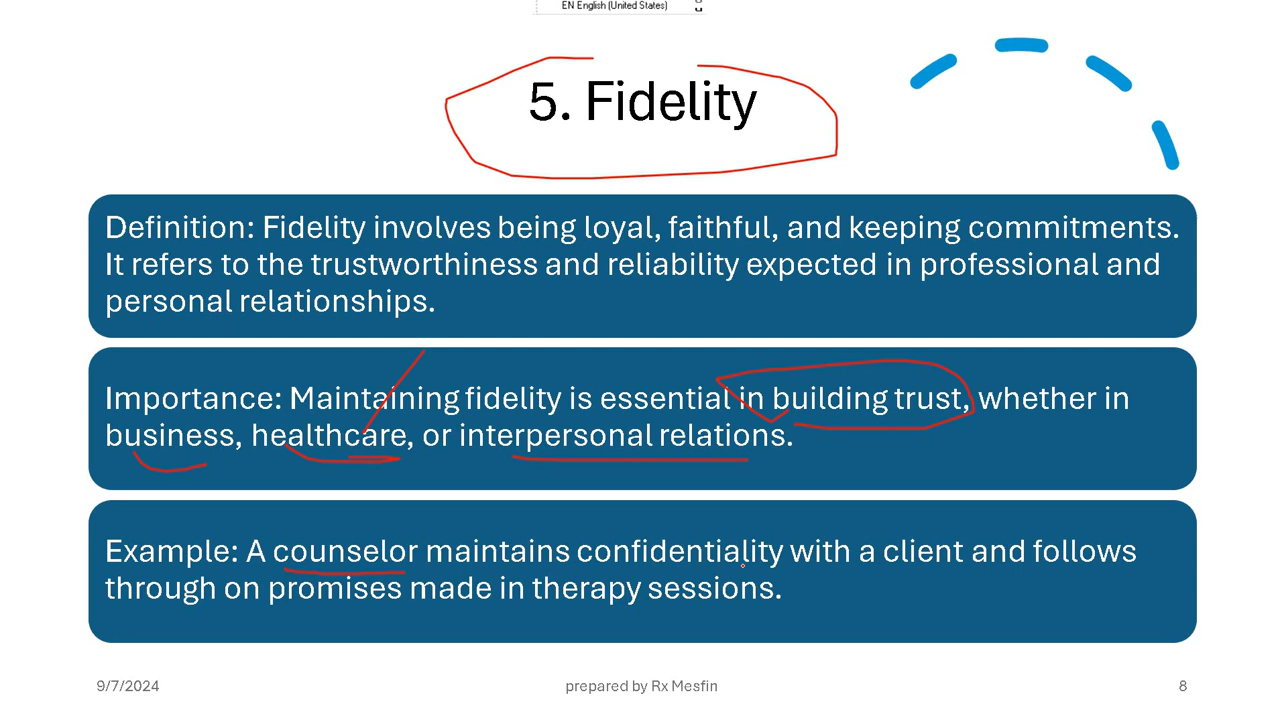 EN English (United States)
5. Fidelity
Definition: Fidelity involves being loyal, faithful, and keeping commitments.
It refers to the trustworthiness and reliability expected in professional and
personal relationships.
Importance: Maintaining fidelity is essential in building trust, whether in
business, healthcare, or interpersonal relations.
Example: A counselor maintains confidentiality with a client and follows
through on promises made in therapy sessions.
9/7/2024
prepared by Rx Mesfin
8